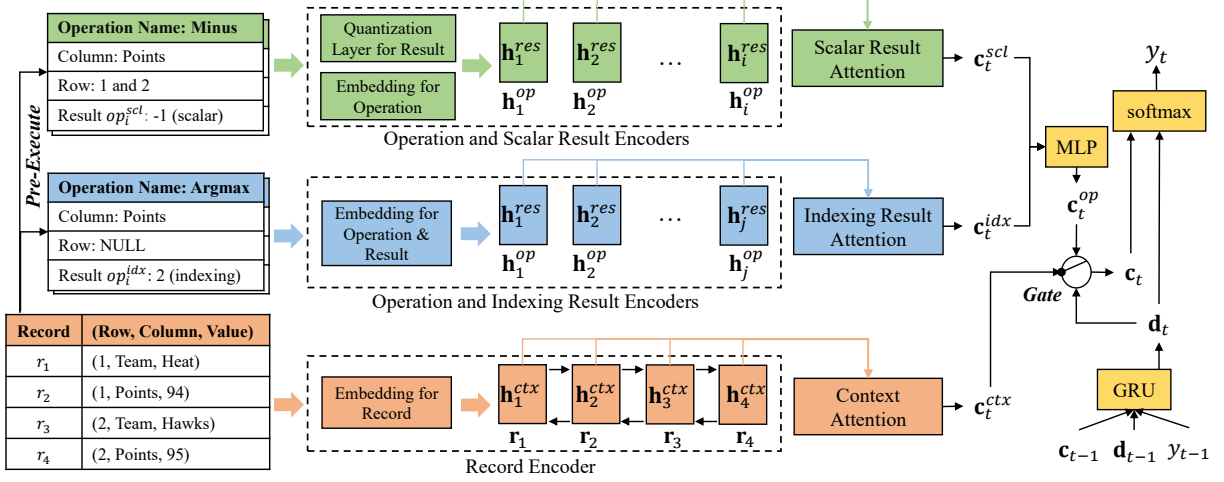 Pre-Execute
Operation Name: Minus
Column: Points
Row: 1 and 2
Result op_i^{scl}: -1 (scalar)
Quantization
Layer for Result
Embedding for
Operation
h_1^{res} h_2^{res} … h_i^{res}
h_1^{op} h_2^{op} h_i^{op}
Operation and Scalar Result Encoders
Scalar Result
Attention
c_t^{scl}
Operation Name: Argmax
Column: Points
Row: NULL
Result op_i^{idx}: 2 (indexing)
Embedding for
Operation &
Result
h_1^{res} h_2^{res} … h_j^{res}
h_1^{op} h_2^{op} h_j^{op}
Operation and Indexing Result Encoders
Indexing Result
Attention
c_t^{idx}
Record (Row, Column, Value)
r_1 (1, Team, Heat)
r_2 (1, Points, 94)
r_3 (2, Team, Hawks)
r_4 (2, Points, 95)
Embedding for
Record
h_1^{ctx} h_2^{ctx} h_3^{ctx} h_4^{ctx}
r_1 r_2 r_3 r_4
Record Encoder
Context
Attention
c_t^{ctx}
y_t
softmax
MLP
c_t^{op}
Gate
c_t
d_t
GRU
c_{t-1} d_{t-1} y_{t-1}